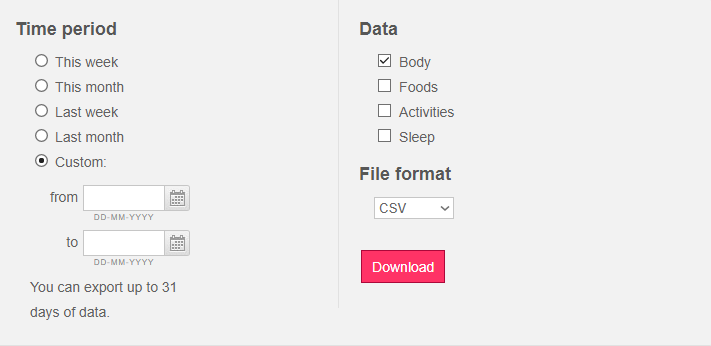 Time period
This week
This month
Last week
Last month
Custom:
from
DD-MM-YYYY
to
DD-MM-YYYY
You can export up to 31
days of data.
Data
Body
Foods
Activities
Sleep
File format
CSV
Download